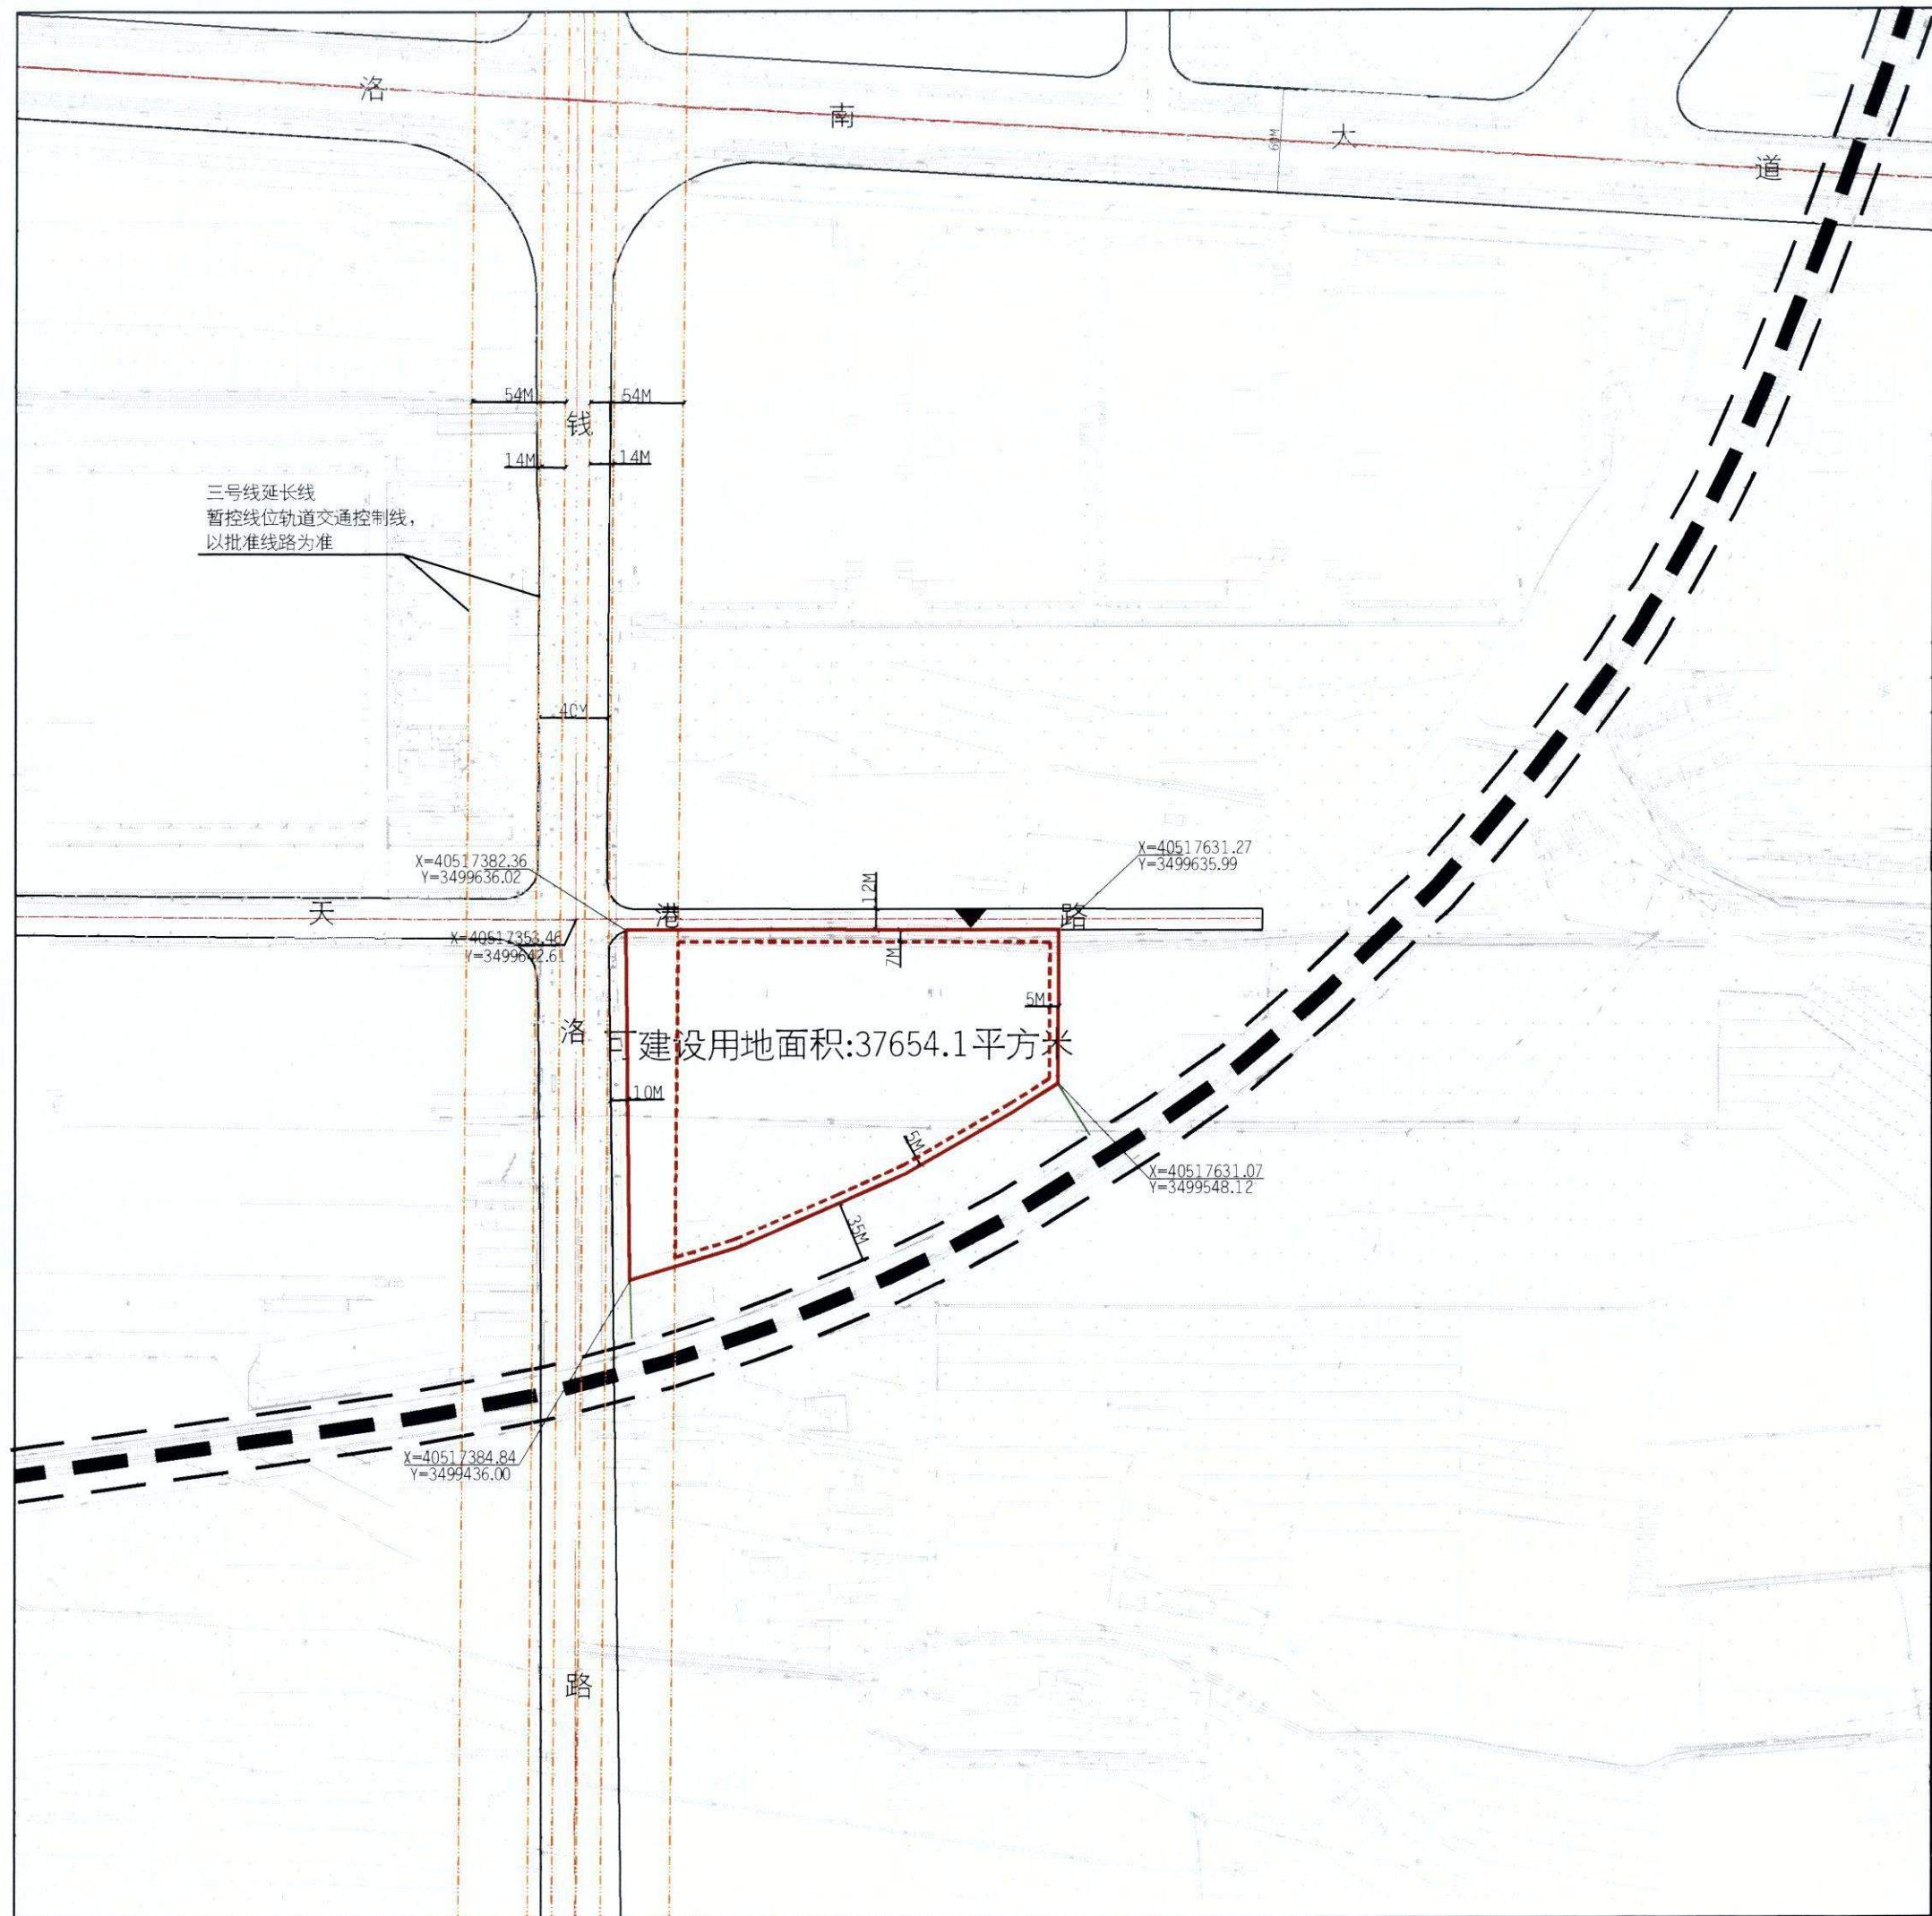 洛 南 大 道
60M
54M 54M
钱
14M 14M
三号线延长线
暂控线位轨道交通控制线，
以批准线路为准
40M
X=40517382.36
Y=3499636.02
X=40517631.27
Y=3499635.99
12M
天 港 路
X=40517353.46
Y=3499642.61
7M
5M
洛
可建设用地面积:37654.1平方米
10M
5M
X=40517631.07
Y=3499548.12
35M
X=40517384.84
Y=3499436.00
路